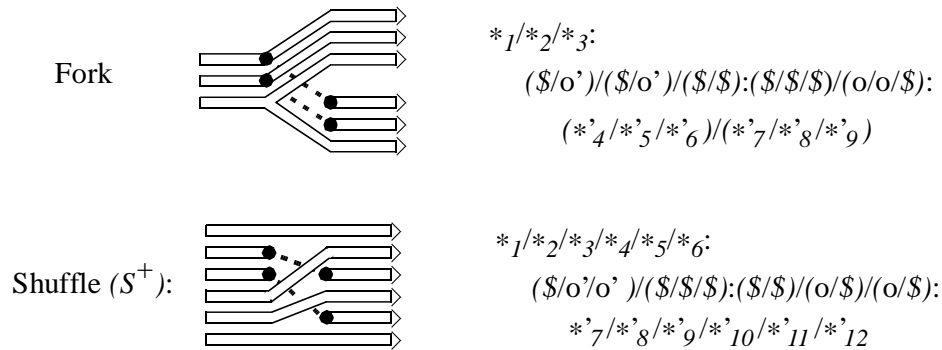 Fork
*1/*2/*3:
($/o’)/($/o’)/($/$):($/$/$)/(o/o/$):
(*’4/*’5/*’6)/(*’7/*’8/*’9)
Shuffle (S+):
*1/*2/*3/*4/*5/*6:
($/o’/o’ )/($/$/$):($/$)/(o/$)/(o/$):
*’7/*’8/*’9/*’10/*’11/*’12